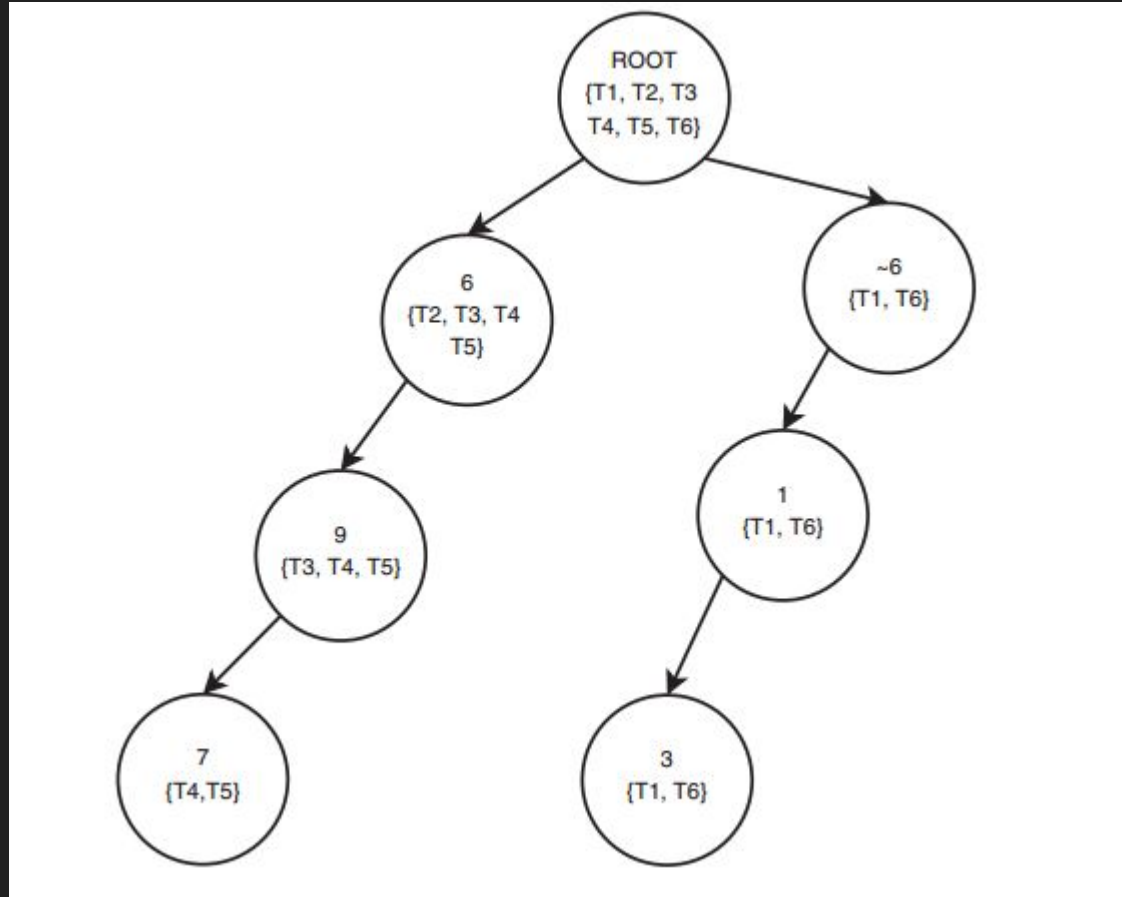 ROOT
{T1, T2, T3
T4, T5, T6}
6
{T2, T3, T4
T5}
~6
{T1, T6}
9
{T3, T4, T5}
1
{T1, T6}
7
{T4,T5}
3
{T1, T6}